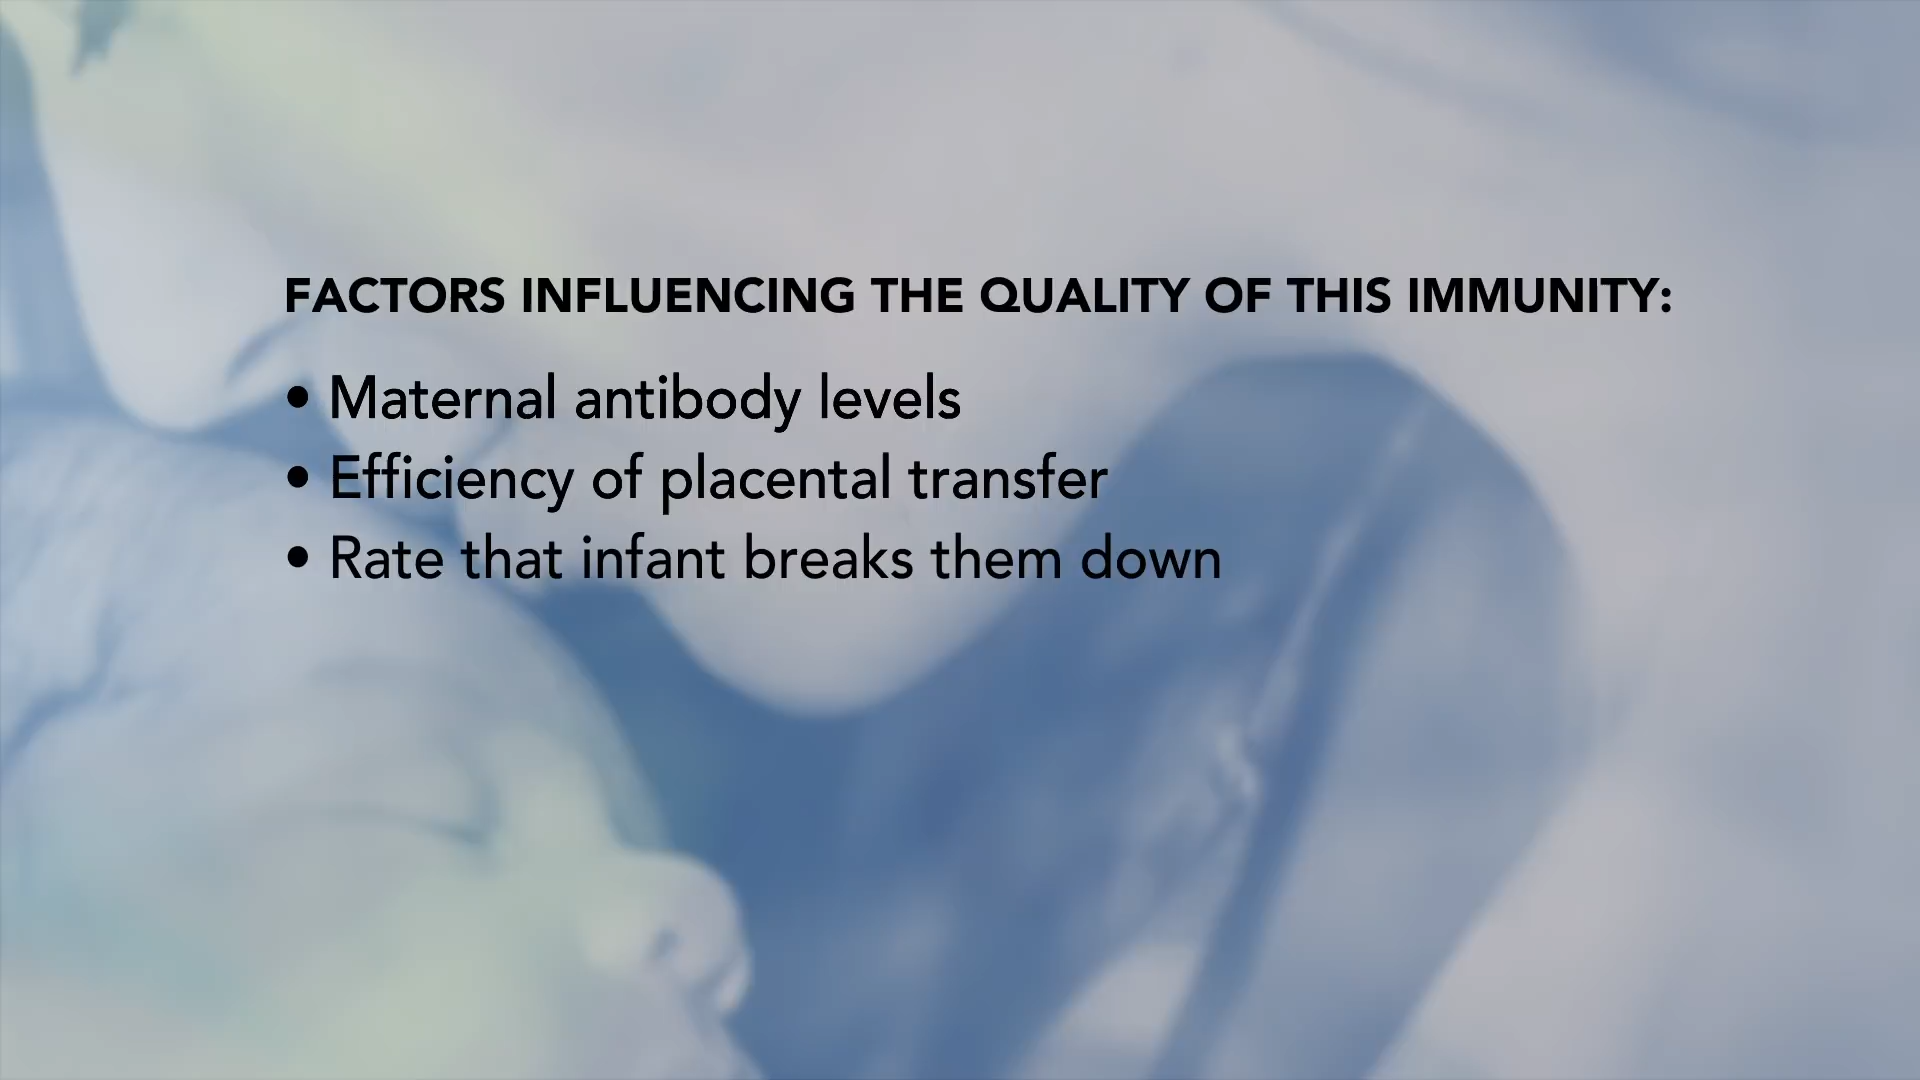 FACTORS INFLUENCING THE QUALITY OF THIS IMMUNITY:
• Maternal antibody levels
• Efficiency of placental transfer
• Rate that infant breaks them down